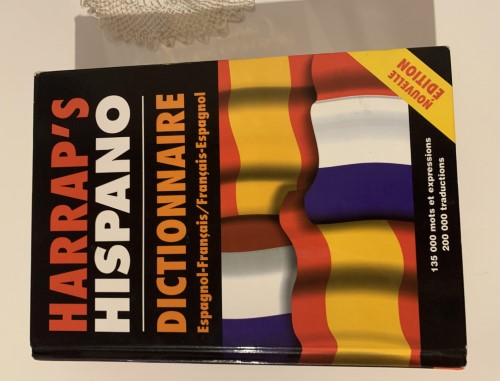 HARRAP'S
HISPANO
DICTIONNAIRE
Espagnol-Français/Français-Espagnol
NOUVELLE
ÉDITION
135 000 mots et expressions
200 000 traductions